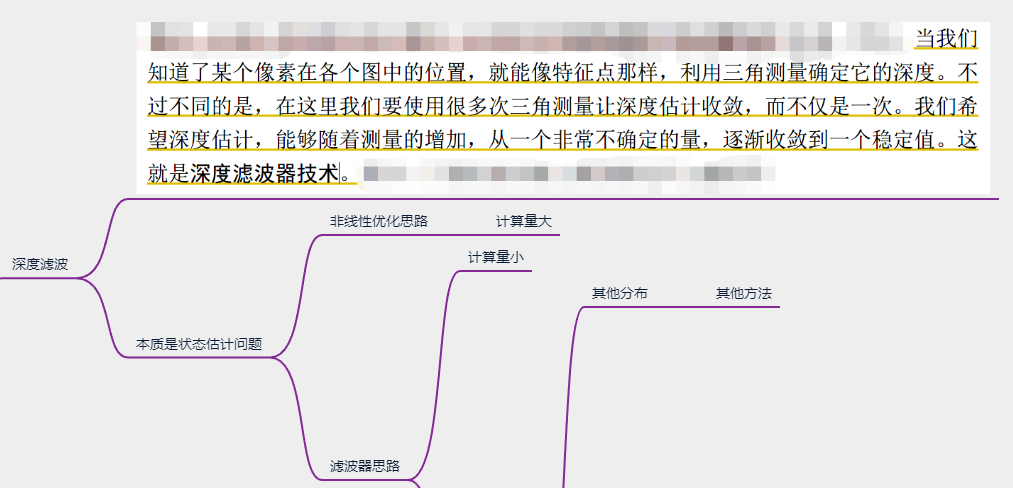 当我们
知道了某个像素在各个图中的位置，就能像特征点那样，利用三角测量确定它的深度。不
过不同的是，在这里我们要使用很多次三角测量让深度估计收敛，而不仅是一次。我们希
望深度估计，能够随着测量的增加，从一个非常不确定的量，逐渐收敛到一个稳定值。这
就是深度滤波器技术。
非线性优化思路 计算量大
计算量小
深度滤波
其他分布 其他方法
本质是状态估计问题
滤波器思路